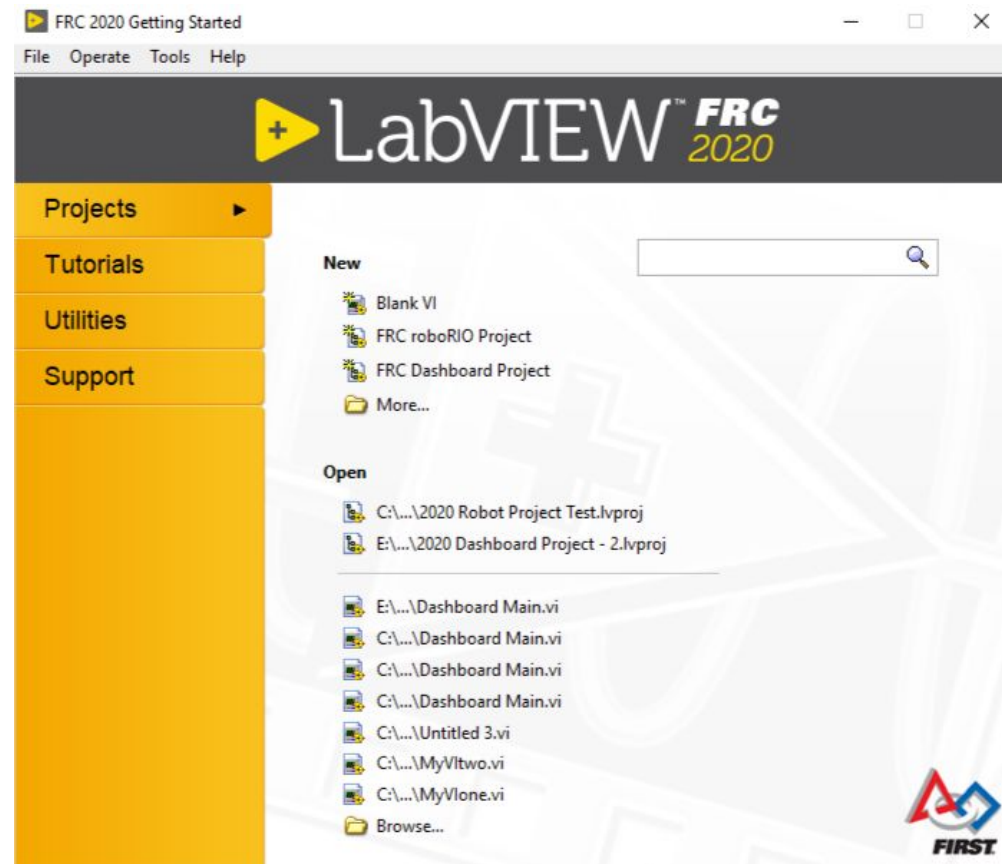 FRC 2020 Getting Started
File Operate Tools Help
LabVIEW™ FRC 2020
Projects
Tutorials
Utilities
Support
New
Blank VI
FRC roboRIO Project
FRC Dashboard Project
More...
Open
C:\...\2020 Robot Project Test.lvproj
E:\...\2020 Dashboard Project - 2.lvproj
E:\...\Dashboard Main.vi
C:\...\Dashboard Main.vi
C:\...\Dashboard Main.vi
C:\...\Dashboard Main.vi
C:\...\Untitled 3.vi
C:\...\MyVItwo.vi
C:\...\MyVIone.vi
Browse...
FIRST